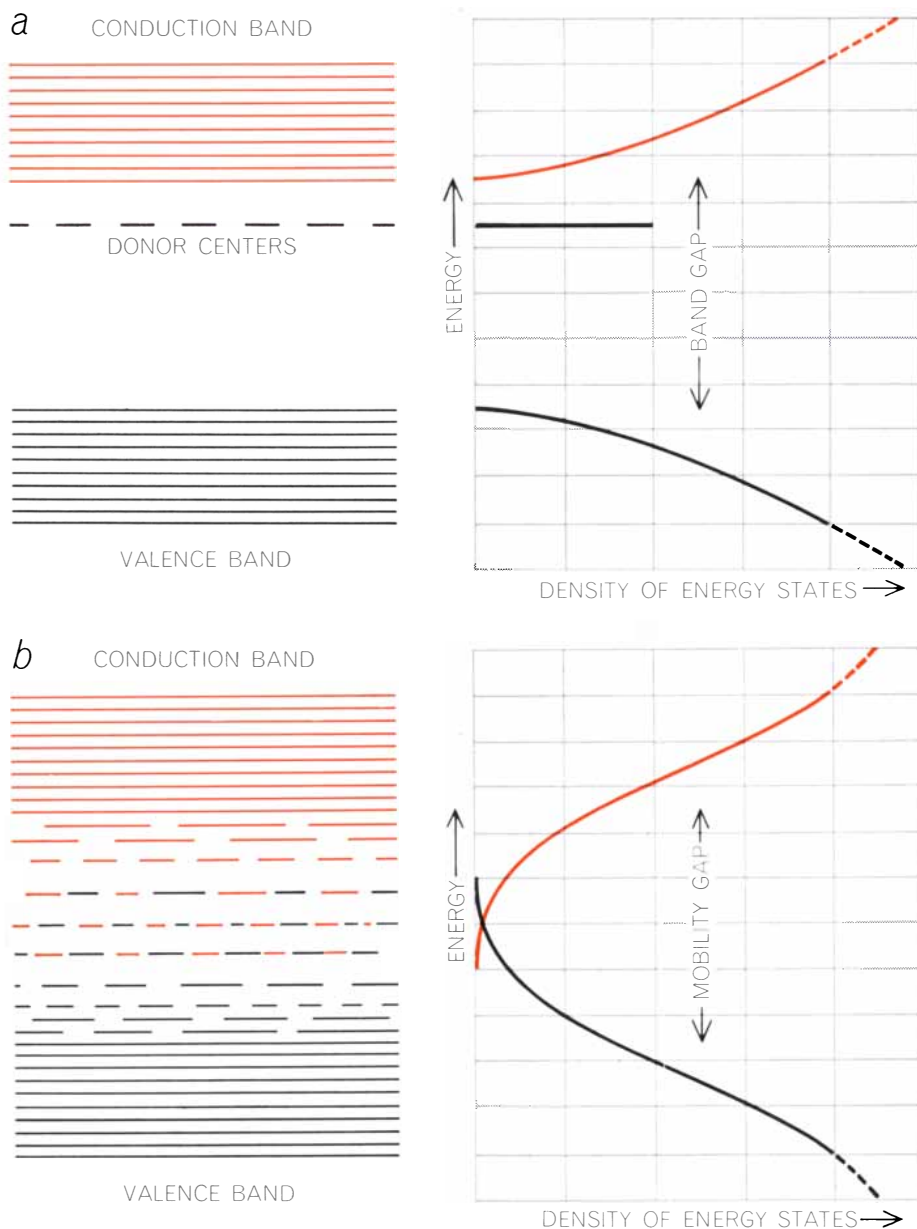 a
CONDUCTION BAND
DONOR CENTERS
VALENCE BAND
ENERGY
BAND GAP
DENSITY OF ENERGY STATES
b
CONDUCTION BAND
VALENCE BAND
ENERGY
MOBILITY GAP
DENSITY OF ENERGY STATES